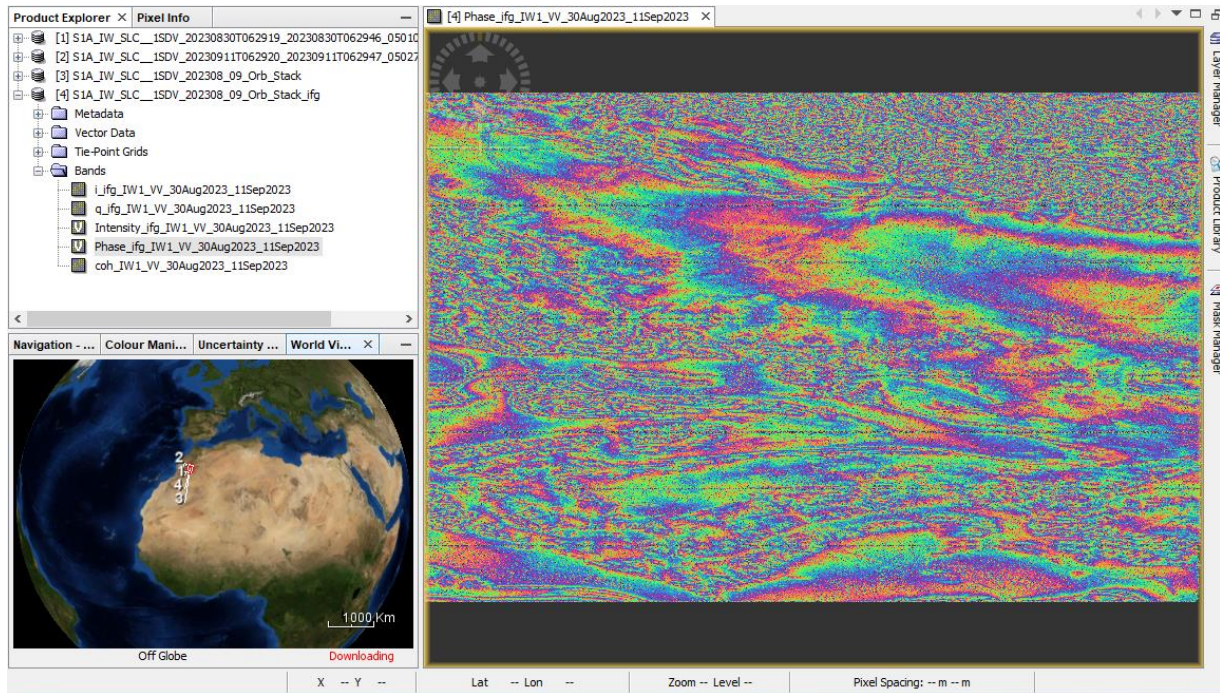 Product Explorer × Pixel Info
[1] S1A_IW_SLC__1SDV_20230830T062919_20230830T062946_05010
[2] S1A_IW_SLC__1SDV_20230911T062920_20230911T062947_05027
[3] S1A_IW_SLC__1SDV_202308_09_Orb_Stack
[4] S1A_IW_SLC__1SDV_202308_09_Orb_Stack_ifg
Metadata
Vector Data
Tie-Point Grids
Bands
i_ifg_IW1_VV_30Aug2023_11Sep2023
q_ifg_IW1_VV_30Aug2023_11Sep2023
Intensity_ifg_IW1_VV_30Aug2023_11Sep2023
Phase_ifg_IW1_VV_30Aug2023_11Sep2023
coh_IW1_VV_30Aug2023_11Sep2023
Navigation - ... Colour Mani... Uncertainty ... World Vi... ×
2
1
4
3
1000 Km
Off Globe Downloading
[4] Phase_ifg_IW1_VV_30Aug2023_11Sep2023 ×
Layer Manager
Product Library
Mask Manager
X -- Y -- Lat -- Lon -- Zoom -- Level -- Pixel Spacing: -- m -- m